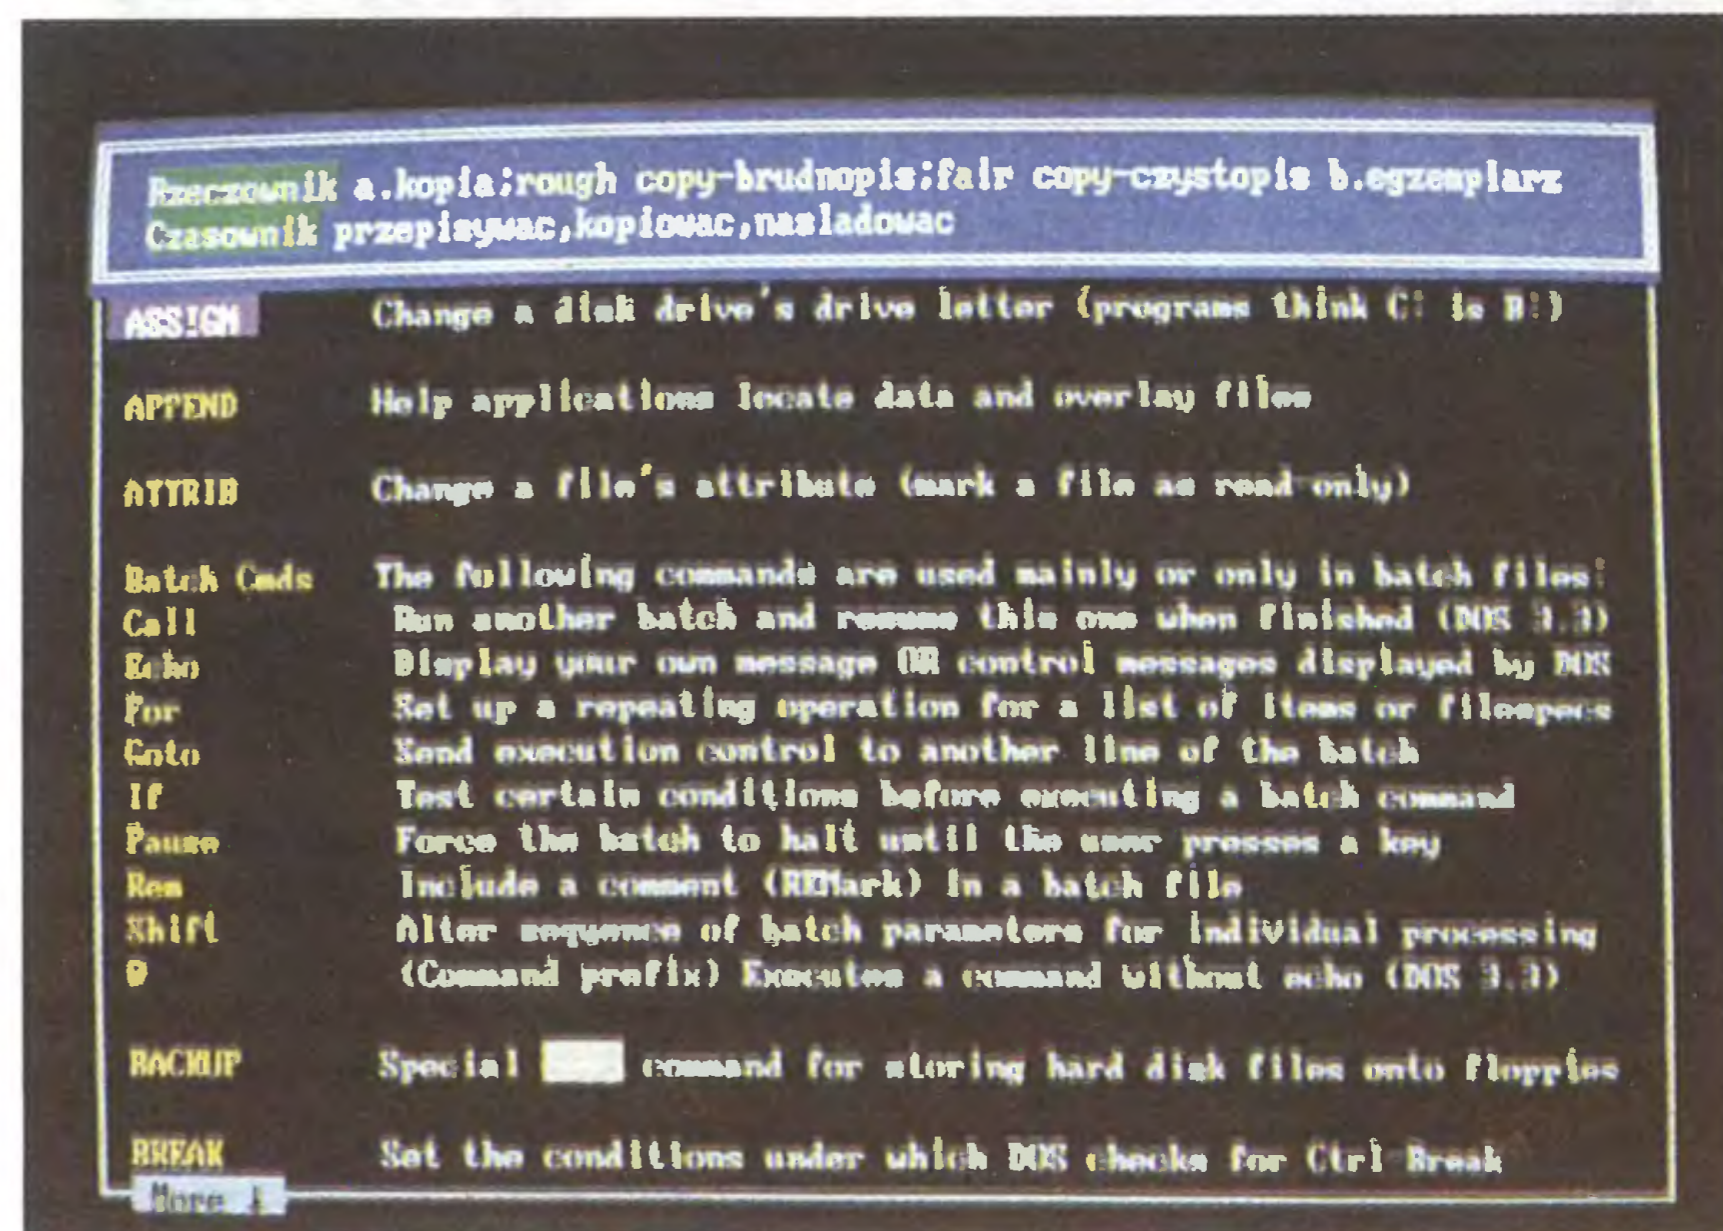 Rzeczownik a.kopia;rough copy-brudnopis;fair copy-czystopis b.egzemplarz
Czasownik przepisywac,kopiowac,nasladowac
ASSIGN Change a disk drive's drive letter (programs think C: is B:)
APPEND Help applications locate data and overlay files
ATTRIB Change a file's attribute (mark a file as read-only)
Batch Cmds The following commands are used mainly or only in batch files:
Call Run another batch and resume this one when finished (DOS 3.3)
Echo Display your own message OR control messages displayed by DOS
For Set up a repeating operation for a list of items or filespecs
Goto Send execution control to another line of the batch
If Test certain conditions before executing a batch command
Pause Force the batch to halt until the user presses a key
Rem Include a comment (REMark) in a batch file
Shift Alter sequence of batch parameters for individual processing
@ (Command prefix) Executes a command without echo (DOS 3.3)
BACKUP Special command for storing hard disk files onto floppies
BREAK Set the conditions under which DOS checks for Ctrl Break
More ↓